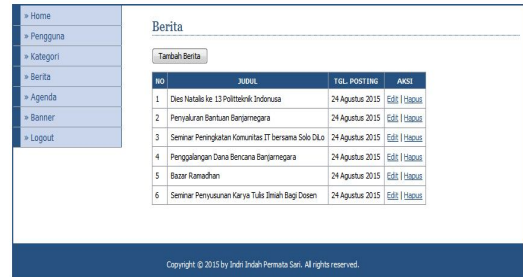 » Home
» Pengguna
» Kategori
» Berita
» Agenda
» Banner
» Logout
Berita
Tambah Berita
NO JUDUL TGL. POSTING AKSI
1 Dies Natalis ke 13 Politteknik Indonusa 24 Agustus 2015 Edit | Hapus
2 Penyaluran Bantuan Banjarnegara 24 Agustus 2015 Edit | Hapus
3 Seminar Peningkatan Komunitas IT bersama Solo DiLo 24 Agustus 2015 Edit | Hapus
4 Penggalangan Dana Bencana Banjarnegara 24 Agustus 2015 Edit | Hapus
5 Bazar Ramadhan 24 Agustus 2015 Edit | Hapus
6 Seminar Penyusunan Karya Tulis Ilmiah Bagi Dosen 24 Agustus 2015 Edit | Hapus
Copyright © 2015 by Indri Indah Permata Sari. All rights reserved.